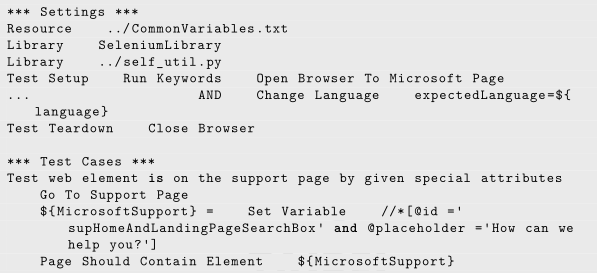 *** Settings ***
Resource    ../CommonVariables.txt
Library    SeleniumLibrary
Library    ../self_util.py
Test Setup    Run Keywords    Open Browser To Microsoft Page
...                    AND    Change Language    expectedLanguage=${
language}
Test Teardown    Close Browser

*** Test Cases ***
Test web element is on the support page by given special attributes
    Go To Support Page
    ${MicrosoftSupport} =    Set Variable    //*[@id ='
supHomeAndLandingPageSearchBox' and @placeholder ='How can we
help you?']
    Page Should Contain Element    ${MicrosoftSupport}